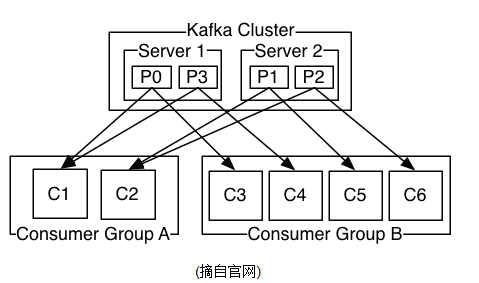 Kafka Cluster
Server 1
Server 2
P0
P3
P1
P2
C1
C2
C3
C4
C5
C6
Consumer Group A
Consumer Group B
(摘自官网)